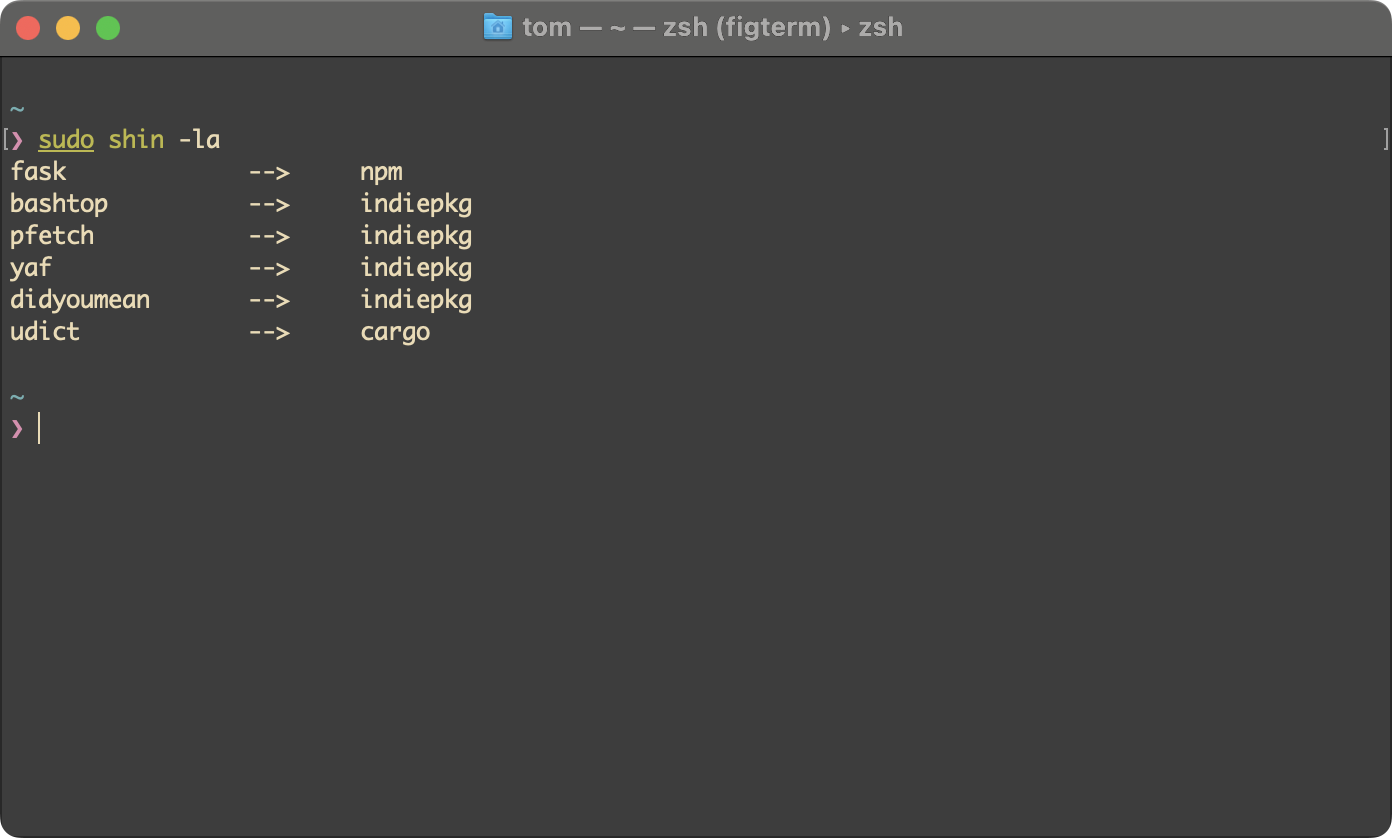 tom — ~ — zsh (figterm) ▸ zsh
~
[❯ sudo shin -la ]
fask --> npm
bashtop --> indiepkg
pfetch --> indiepkg
yaf --> indiepkg
didyoumean --> indiepkg
udict --> cargo
~
❯